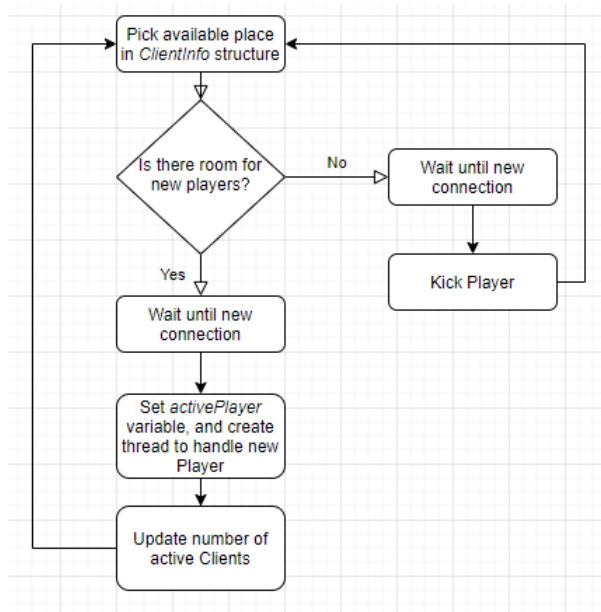 Pick available place
in ClientInfo structure
Is there room for
new players?
No
Wait until new
connection
Kick Player
Yes
Wait until new
connection
Set activePlayer
variable, and create
thread to handle new
Player
Update number of
active Clients